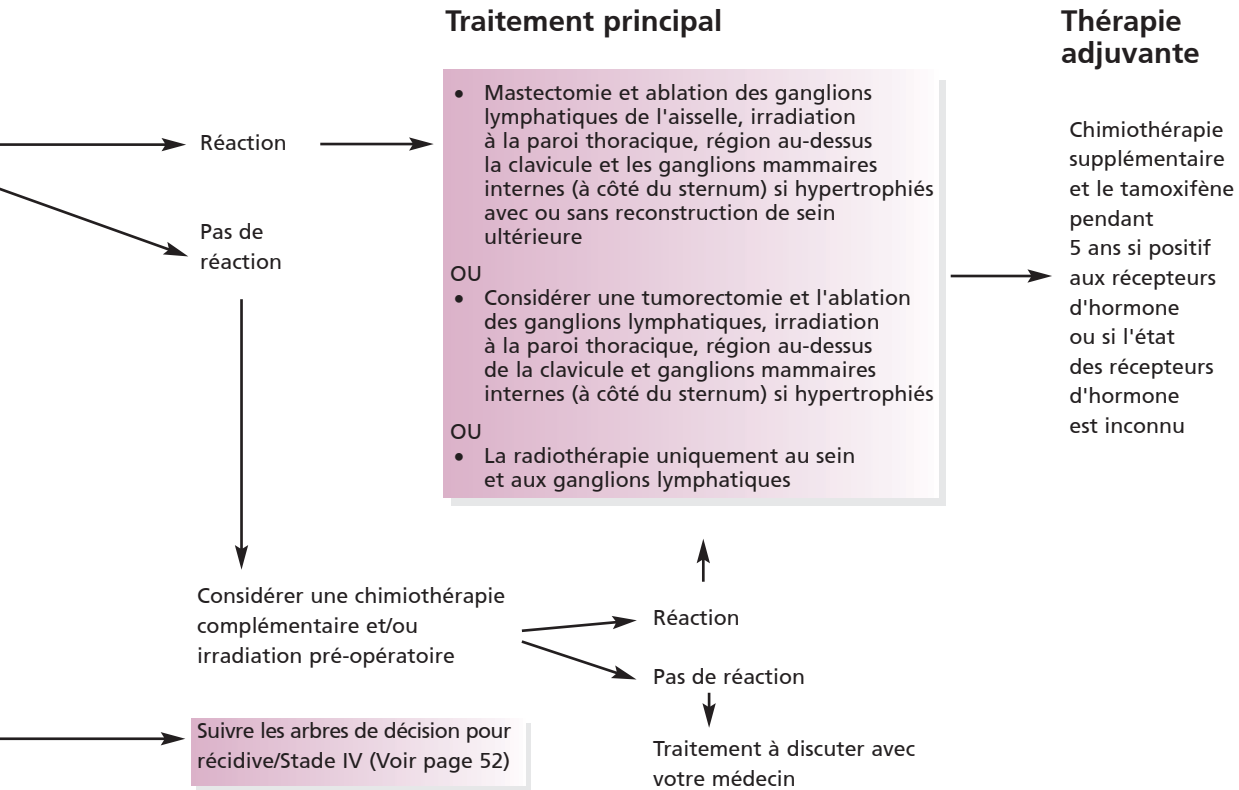 Traitement principal
Thérapie
adjuvante
Réaction
Pas de
réaction
• Mastectomie et ablation des ganglions
lymphatiques de l'aisselle, irradiation
à la paroi thoracique, région au-dessus
la clavicule et les ganglions mammaires
internes (à côté du sternum) si hypertrophiés
avec ou sans reconstruction de sein
ultérieure
OU
• Considérer une tumorectomie et l'ablation
des ganglions lymphatiques, irradiation
à la paroi thoracique, région au-dessus
de la clavicule et ganglions mammaires
internes (à côté du sternum) si hypertrophiés
OU
• La radiothérapie uniquement au sein
et aux ganglions lymphatiques
Chimiothérapie
supplémentaire
et le tamoxifène
pendant
5 ans si positif
aux récepteurs
d'hormone
ou si l'état
des récepteurs
d'hormone
est inconnu
Considérer une chimiothérapie
complémentaire et/ou
irradiation pré-opératoire
Réaction
Pas de réaction
Traitement à discuter avec
votre médecin
Suivre les arbres de décision pour
récidive/Stade IV (Voir page 52)